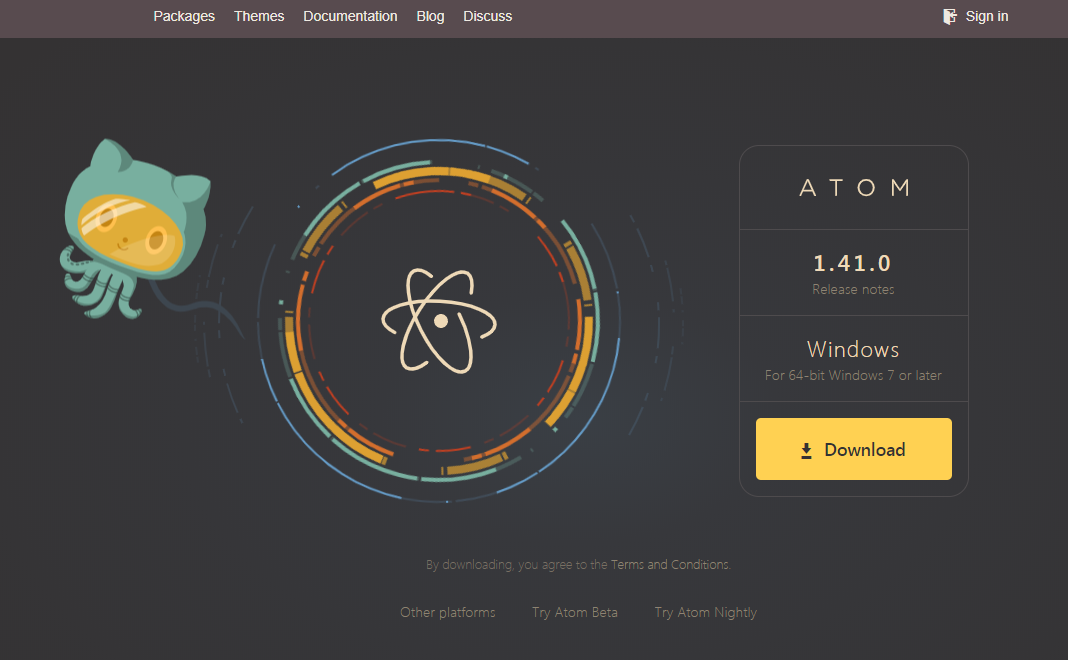 Packages Themes Documentation Blog Discuss Sign in
ATOM
1.41.0
Release notes
Windows
For 64-bit Windows 7 or later
Download
By downloading, you agree to the Terms and Conditions.
Other platforms Try Atom Beta Try Atom Nightly